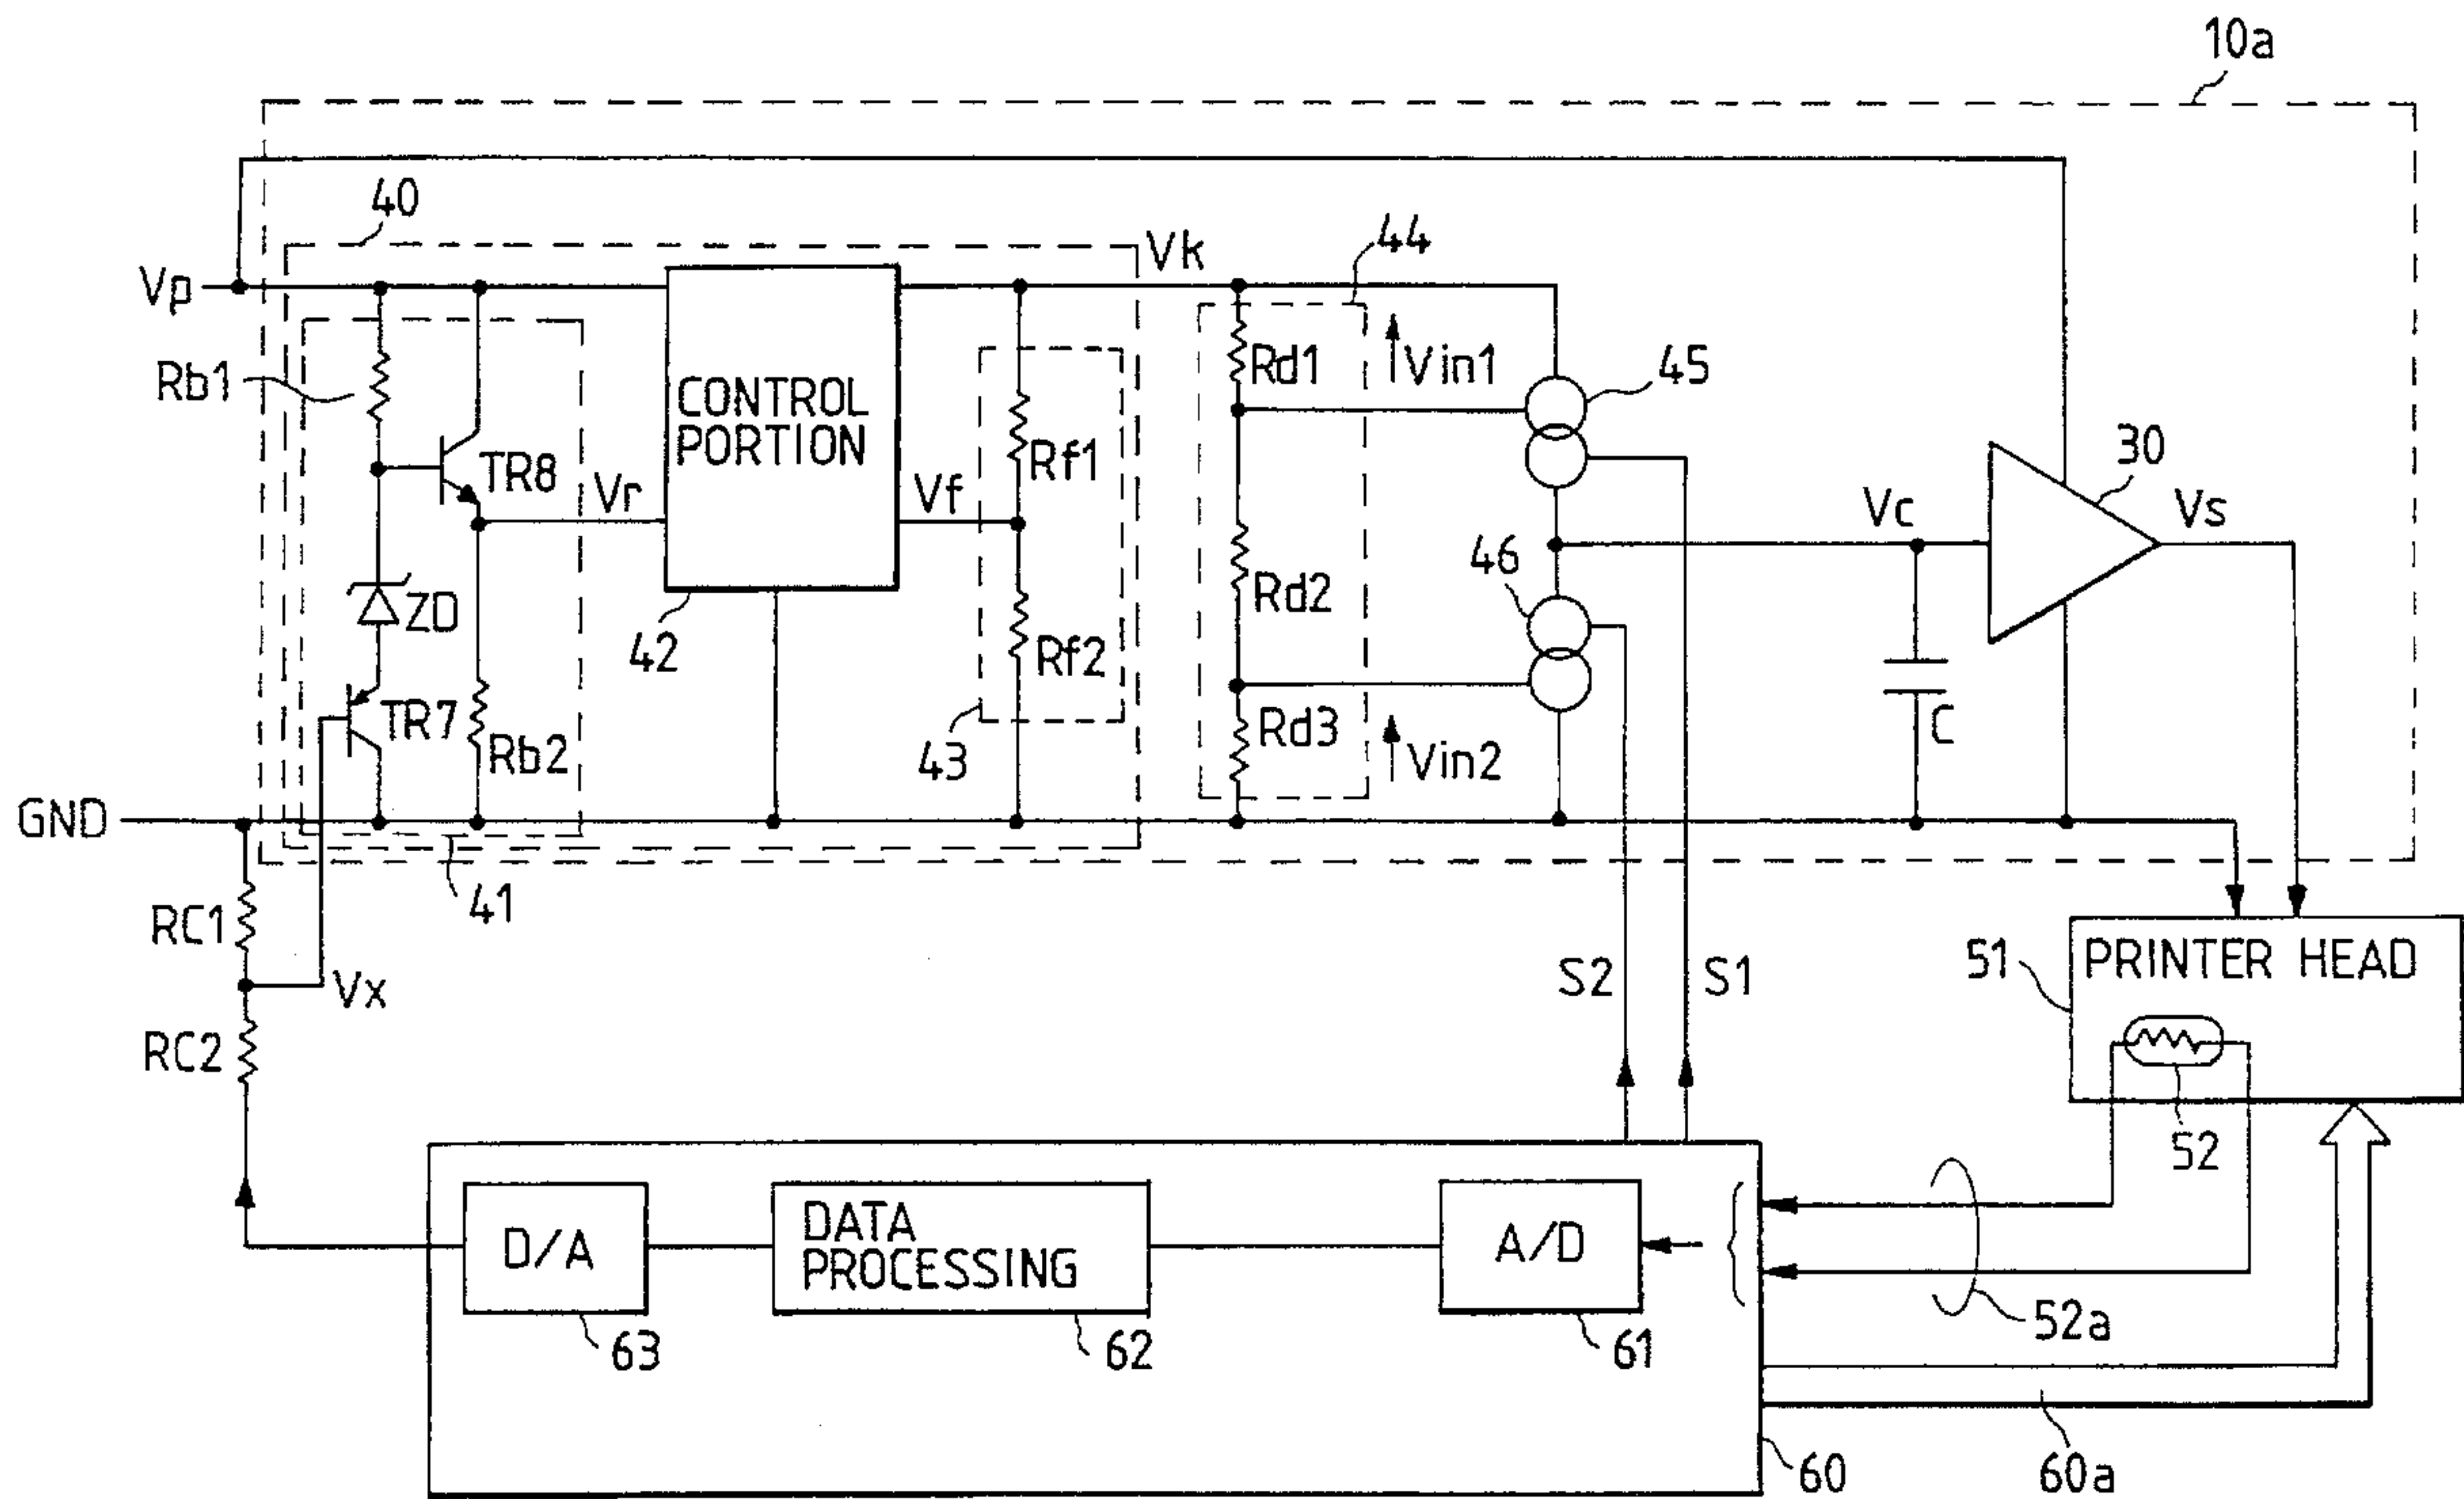 10a
40
Vk
44
Vp
Rb1
CONTROL
PORTION
Rd1
Vin1
45
TR8
Vr
Vf
Rf1
30
Vc
Vs
46
ZD
42
Rf2
Rd2
TR7
Rb2
43
Rd3
Vin2
C
GND
41
RC1
Vx
RC2
S2
S1
51
PRINTER HEAD
52
D/A
DATA
PROCESSING
A/D
63
62
61
52a
60
60a